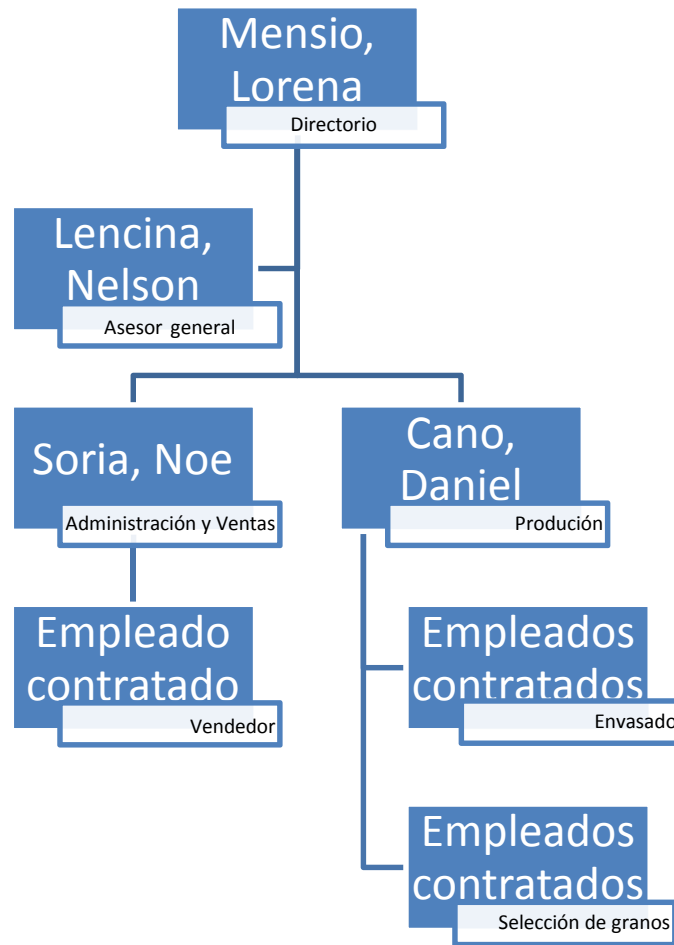 Mensio,
Lorena
Directorio
Lencina,
Nelson
Asesor general
Soria, Noe
Administración y Ventas
Cano,
Daniel
Produción
Empleado
contratado
Vendedor
Empleados
contratados
Envasado
Empleados
contratados
Selección de granos